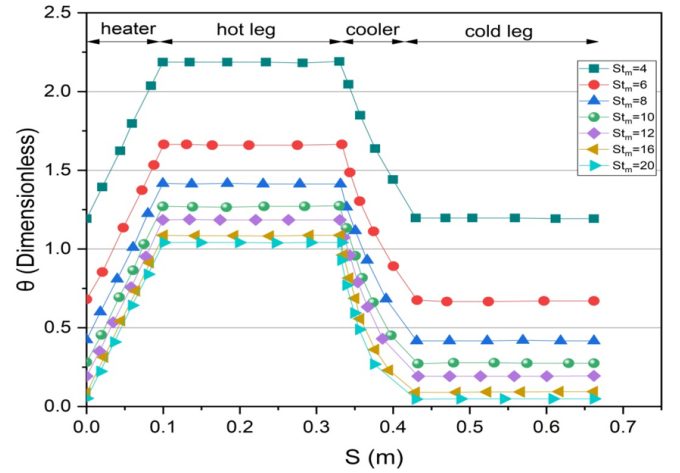 2.5
heater hot leg cooler cold leg
St_m=4
St_m=6
St_m=8
St_m=10
St_m=12
St_m=16
St_m=20
2.0
1.5
1.0
0.5
0.0
θ (Dimensionless)
0.0 0.1 0.2 0.3 0.4 0.5 0.6 0.7
S (m)